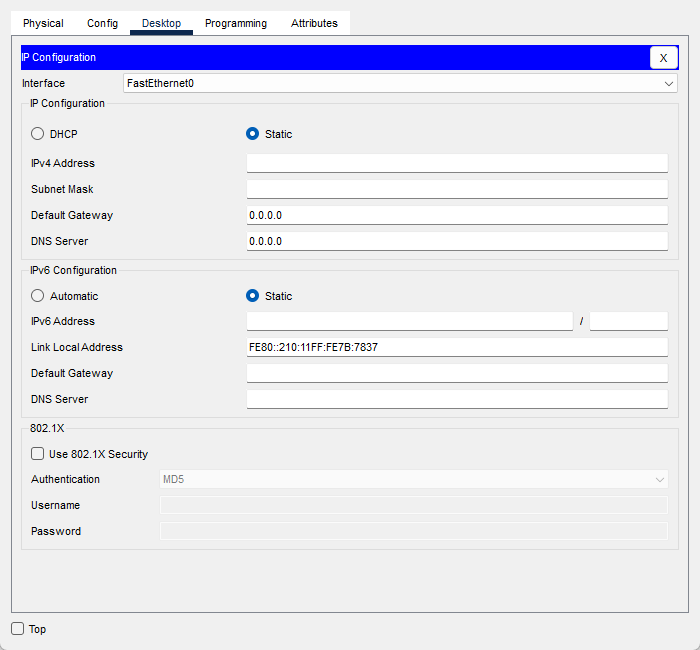 Physical Config Desktop Programming Attributes
IP Configuration X
Interface FastEthernet0
IP Configuration
DHCP Static
IPv4 Address
Subnet Mask
Default Gateway 0.0.0.0
DNS Server 0.0.0.0
IPv6 Configuration
Automatic Static
IPv6 Address /
Link Local Address FE80::210:11FF:FE7B:7837
Default Gateway
DNS Server
802.1X
Use 802.1X Security
Authentication MD5
Username
Password
Top